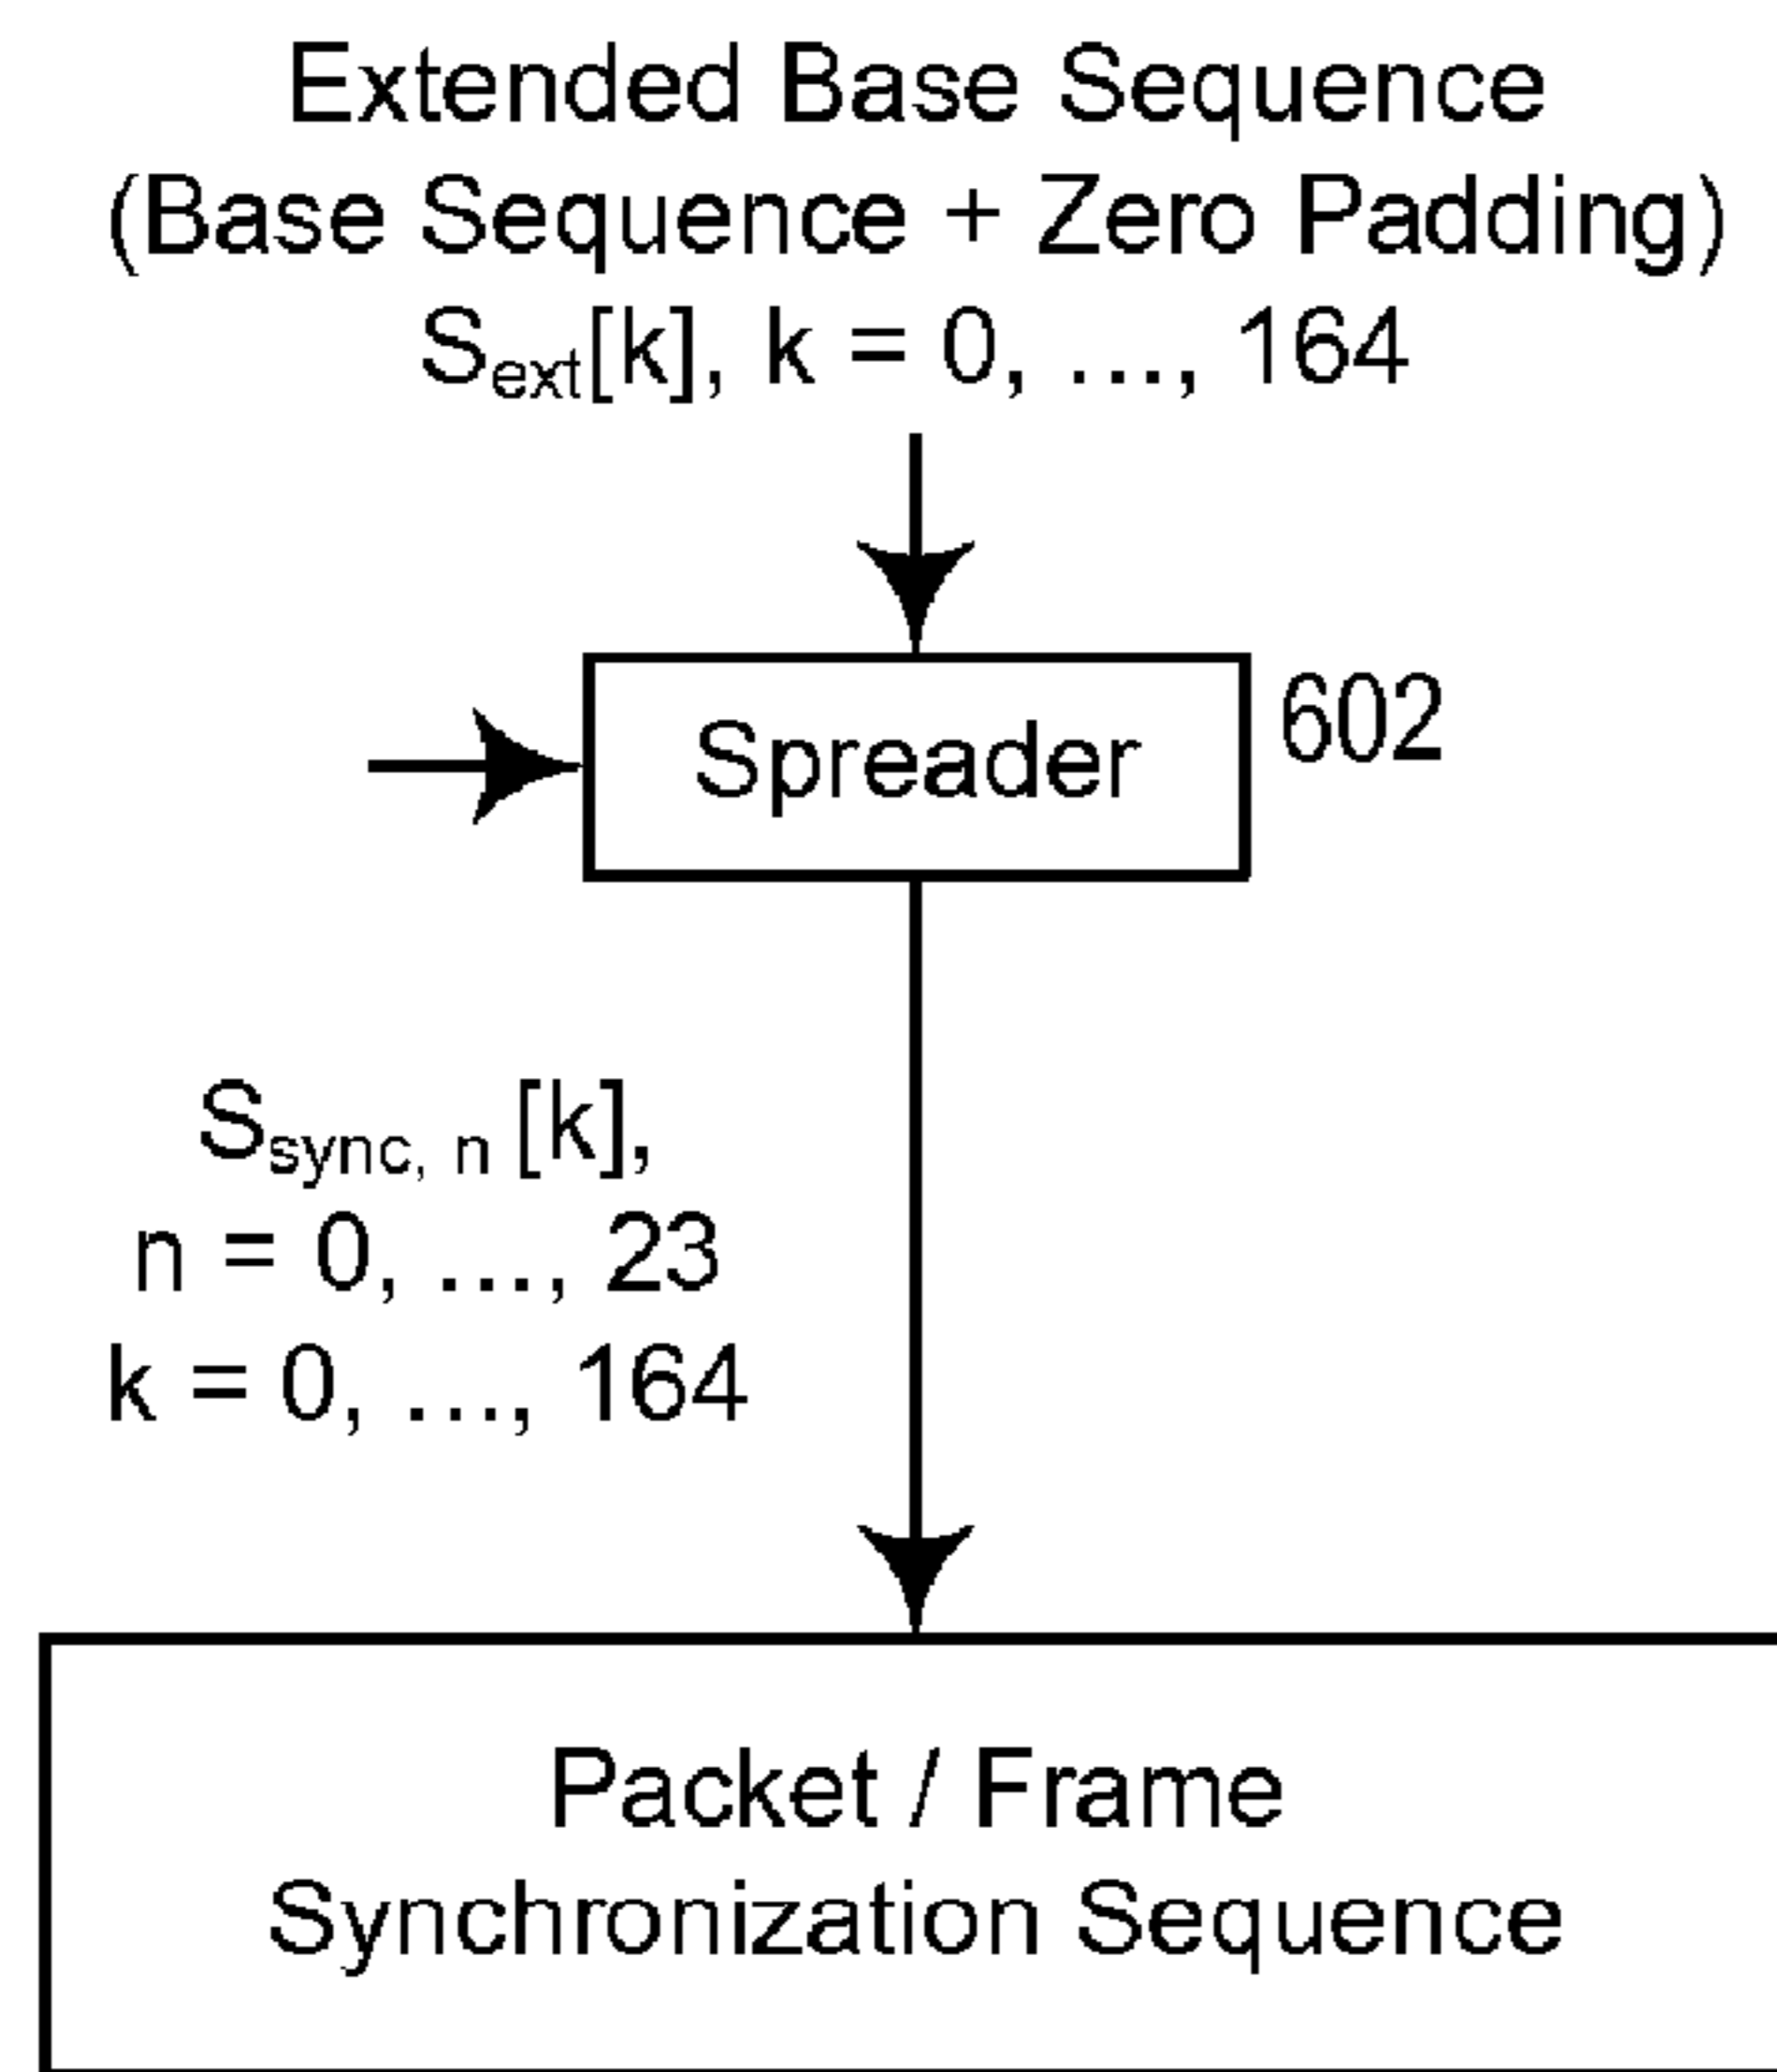 Extended Base Sequence
(Base Sequence + Zero Padding)
Sext[k], k = 0, ..., 164
Spreader
602
Ssync, n [k],
n = 0, ..., 23
k = 0, ..., 164
Packet / Frame
Synchronization Sequence